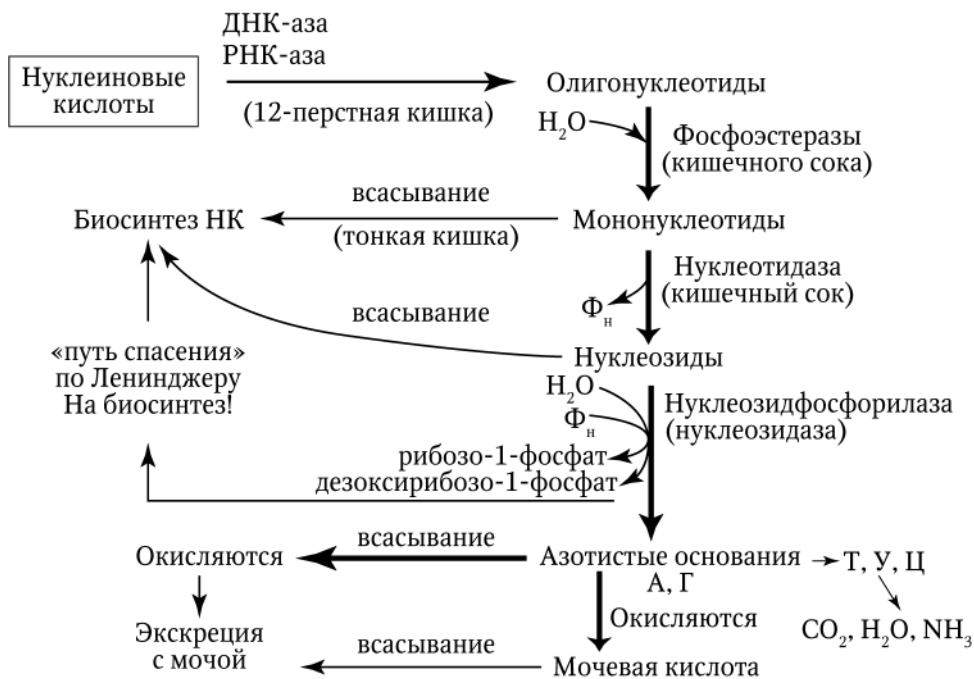 ДНК-аза
РНК-аза
Нуклеиновые
кислоты
(12-перстная кишка)
Олигонуклеотиды
H₂O
Фосфоэстеразы
(кишечного сока)
всасывание
Биосинтез НК
(тонкая кишка)
Мононуклеотиды
Нуклеотидаза
(кишечный сок)
Фн
всасывание
«путь спасения»
по Ленинджеру
На биосинтез!
Нуклеозиды
H₂O
Фн
Нуклеозидфосфорилаза
(нуклеозидаза)
рибозо-1-фосфат
дезоксирибозо-1-фосфат
всасывание
Окисляются
Азотистые основания
А, Г
Т, У, Ц
Окисляются
CO₂, H₂O, NH₃
Экскреция
с мочой
всасывание
Мочевая кислота